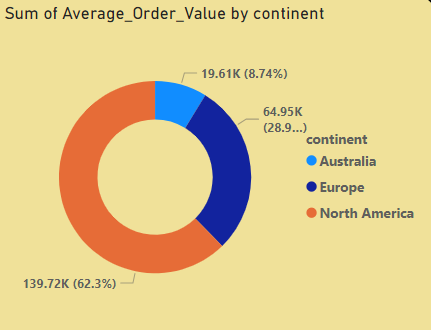 Sum of Average_Order_Value by continent
19.61K (8.74%)
64.95K
(28.9...)
continent
Australia
Europe
North America
139.72K (62.3%)